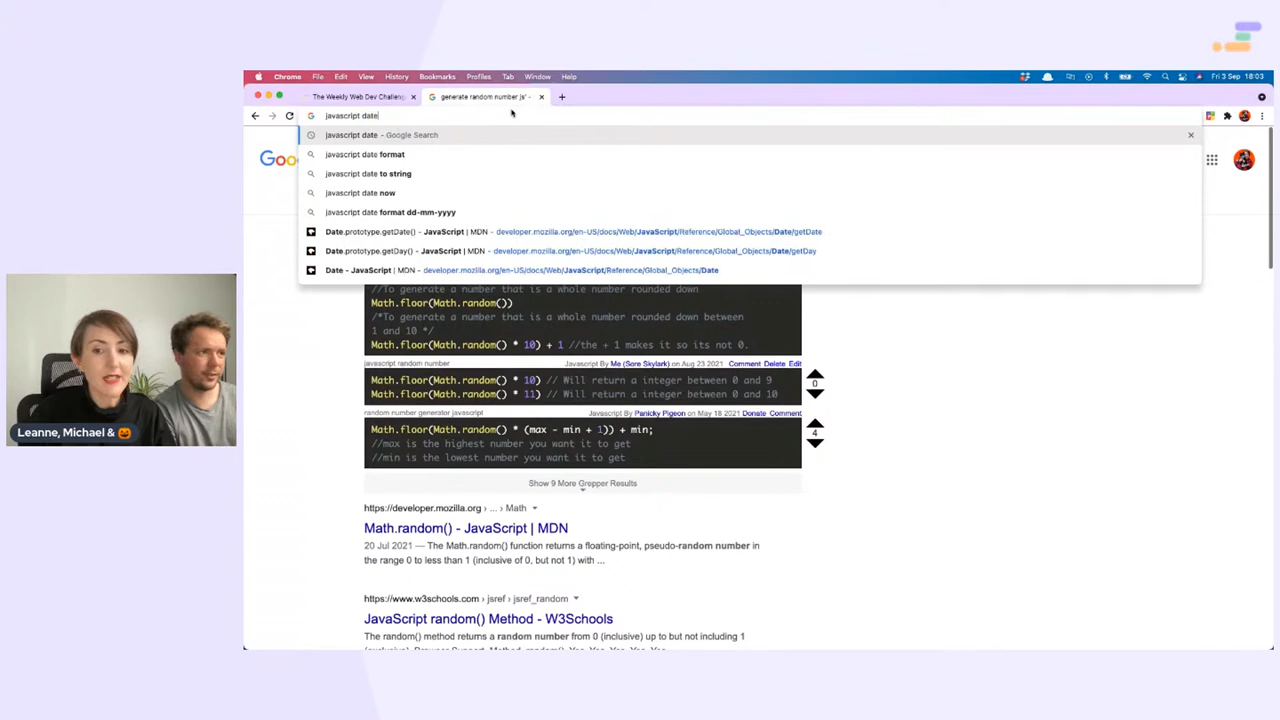 Chrome File Edit View History Bookmarks Profiles Tab Window Help
Fri 3 Sep 18:03
The Weekly Web Dev Challeng
generate random number js' -
javascript date
javascript date - Google Search
javascript date format
javascript date to string
javascript date now
javascript date format dd-mm-yyyy
Date.prototype.getDate() - JavaScript | MDN - developer.mozilla.org/en-US/docs/Web/JavaScript/Reference/Global_Objects/Date/getDate
Date.prototype.getDay() - JavaScript | MDN - developer.mozilla.org/en-US/docs/Web/JavaScript/Reference/Global_Objects/Date/getDay
Date - JavaScript | MDN - developer.mozilla.org/en-US/docs/Web/JavaScript/Reference/Global_Objects/Date
//To generate a number that is a whole number rounded down
Math.floor(Math.random())
/*To generate a number that is a whole number rounded down between
1 and 10 */
Math.floor(Math.random() * 10) + 1 //the + 1 makes it so its not 0.
javascript random number
Javascript By Me (Sore Skylark) on Aug 23 2021 Comment Delete Edit
Math.floor(Math.random() * 10) // Will return a integer between 0 and 9
Math.floor(Math.random() * 11) // Will return a integer between 0 and 10
0
random number generator javascript
Javascript By Panicky Pigeon on May 18 2021 Donate Comment
Math.floor(Math.random() * (max - min + 1)) + min;
//max is the highest number you want it to get
//min is the lowest number you want it to get
4
Show 9 More Grepper Results
https://developer.mozilla.org › ... › Math
Math.random() - JavaScript | MDN
20 Jul 2021 — The Math.random() function returns a floating-point, pseudo-random number in
the range 0 to less than 1 (inclusive of 0, but not 1) with ...
https://www.w3schools.com › jsref › jsref_random
JavaScript random() Method - W3Schools
The random() method returns a random number from 0 (inclusive) up to but not including 1
Leanne, Michael & 🎃